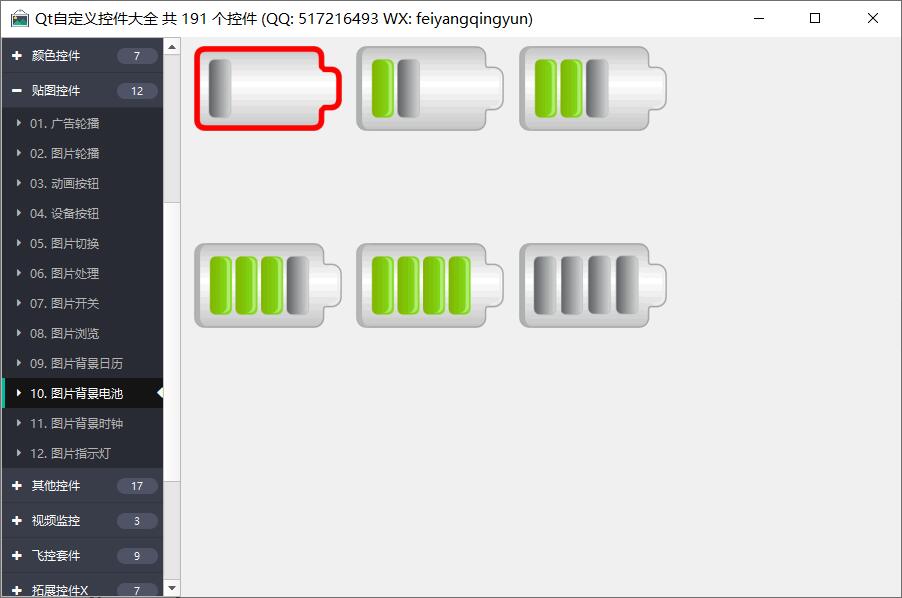 Qt自定义控件大全 共 191 个控件 (QQ: 517216493 WX: feiyangqingyun)
颜色控件 7
贴图控件 12
01. 广告轮播
02. 图片轮播
03. 动画按钮
04. 设备按钮
05. 图片切换
06. 图片处理
07. 图片开关
08. 图片浏览
09. 图片背景日历
10. 图片背景电池
11. 图片背景时钟
12. 图片指示灯
其他控件 17
视频监控 3
飞控套件 9
拓展控件X 7